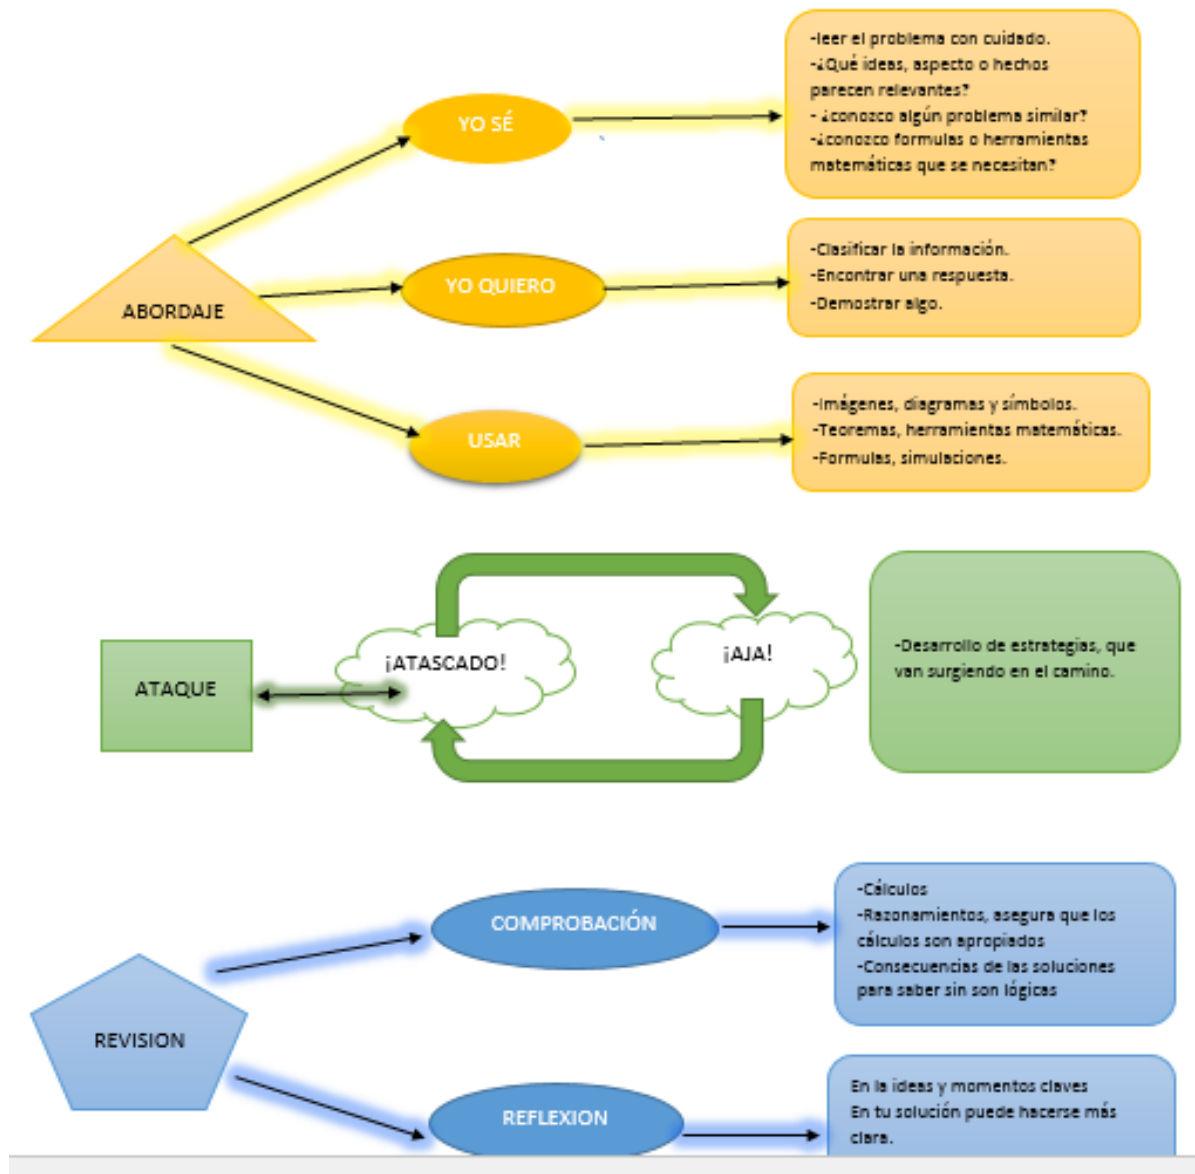 -leer el problema con cuidado.
-¿Qué ideas, aspecto o hechos
parecen relevantes?
- ¿conozco algún problema similar?
-¿conozco formulas o herramientas
matemáticas que se necesitan?
YO SÉ
ABORDAJE
YO QUIERO
-Clasificar la información.
-Encontrar una respuesta.
-Demostrar algo.
USAR
-Imágenes, diagramas y símbolos.
-Teoremas, herramientas matemáticas.
-Formulas, simulaciones.
ATAQUE
¡ATASCADO!
¡AJA!
-Desarrollo de estrategias, que
van surgiendo en el camino.
REVISION
COMPROBACIÓN
-Cálculos
-Razonamientos, asegura que los
cálculos son apropiados
-Consecuencias de las soluciones
para saber sin son lógicas
REFLEXION
En la ideas y momentos claves
En tu solución puede hacerse más
clara.